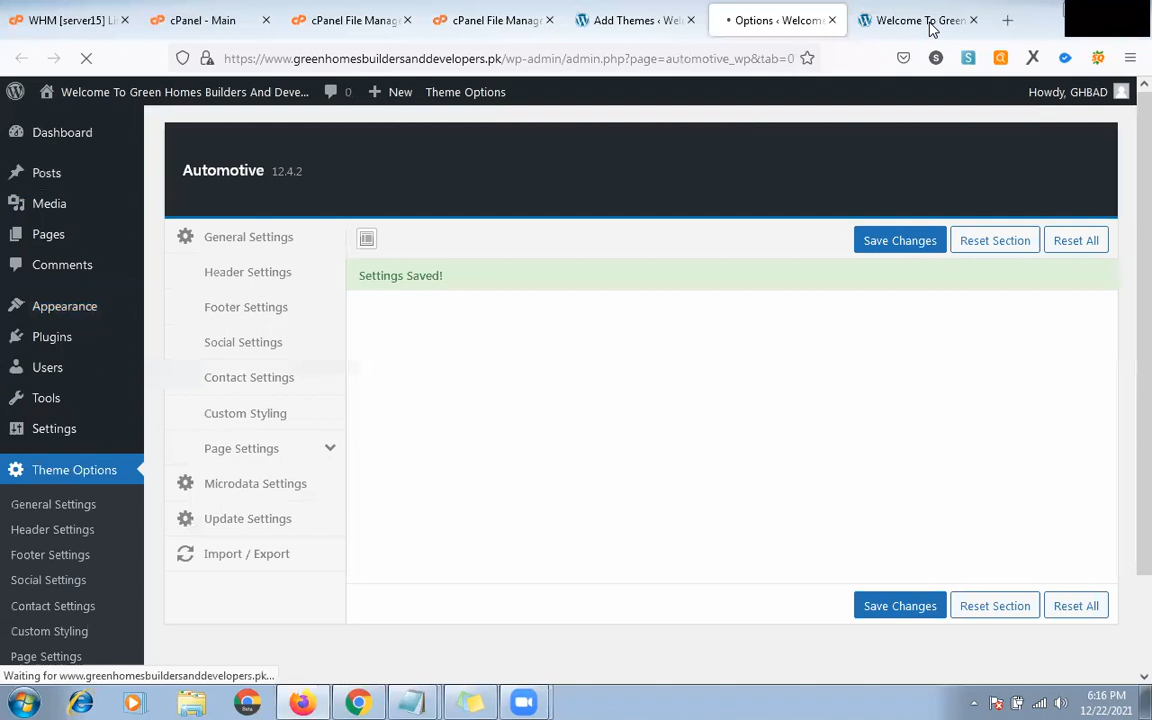 WHM [server15] Li
cPanel - Main
cPanel File Manage
cPanel File Manage
Add Themes ‹ Wel
Options ‹ Welcome
Welcome To Green
https://www.greenhomesbuildersanddevelopers.pk/wp-admin/admin.php?page=automotive_wp&tab=0
Welcome To Green Homes Builders And Deve...
0
New
Theme Options
Howdy, GHBAD
Dashboard
Posts
Media
Pages
Comments
Appearance
Plugins
Users
Tools
Settings
Theme Options
General Settings
Header Settings
Footer Settings
Social Settings
Contact Settings
Custom Styling
Page Settings
Automotive 12.4.2
General Settings
Header Settings
Footer Settings
Social Settings
Contact Settings
Custom Styling
Page Settings
Microdata Settings
Update Settings
Import / Export
Save Changes
Reset Section
Reset All
Settings Saved!
Save Changes
Reset Section
Reset All
Waiting for www.greenhomesbuildersanddevelopers.pk...
6:16 PM
12/22/2021